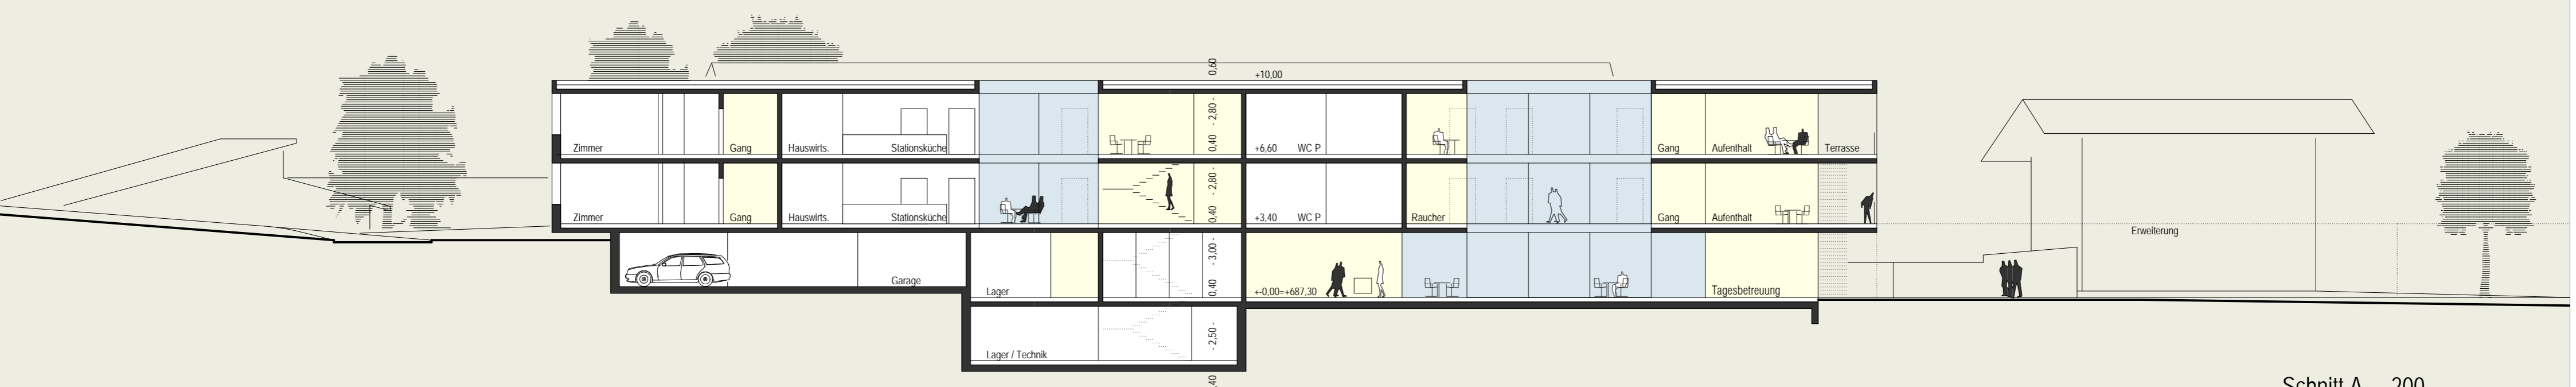 0,60
+10,00
- 2,80 -
Zimmer Gang Hauswirts. Stationsküche 0,40 +6,60 WC P Gang Aufenthalt Terrasse
- 2,80 -
Zimmer Gang Hauswirts. Stationsküche 0,40 +3,40 WC P Raucher Gang Aufenthalt
Erweiterung
- 3,00 -
Garage Lager 0,40 +-0,00=+687,30 Tagesbetreuung
- 2,50 -
Lager / Technik
Schnitt A 200